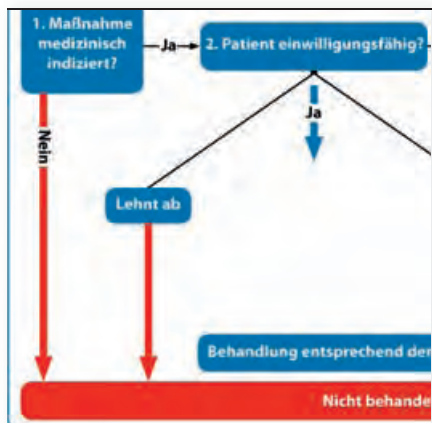 1. Maßnahme
medizinisch
indiziert?
Ja
2. Patient einwilligungsfähig?
Nein
Ja
Lehnt ab
Behandlung entsprechend der
Nicht behande